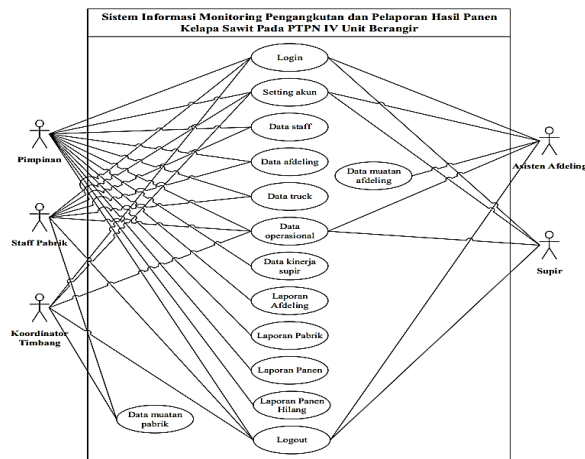 Sistem Informasi Monitoring Pengangkutan dan Pelaporan Hasil Panen
Kelapa Sawit Pada PTPN IV Unit Berangir
Login
Setting akun
Data staff
Data afdeling
Data muatan
afdeling
Data truck
Data
operasional
Data kinerja
supir
Laporan
Afdeling
Laporan Pabrik
Laporan Panen
Laporan Panen
Hilang
Logout
Data muatan
pabrik
Pimpinan
Staff Pabrik
Koordinator
Timbang
Asisten Afdeling
Supir